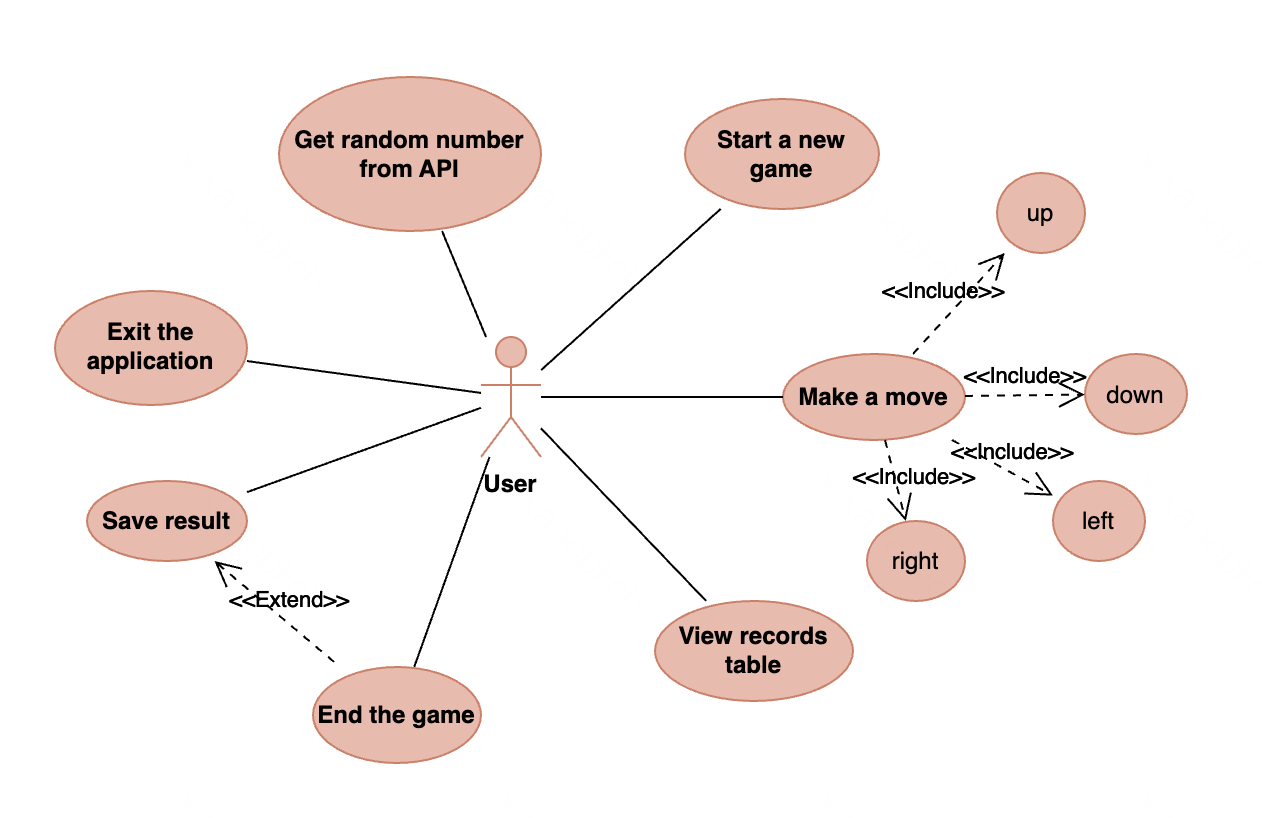 Get random number
from API
Start a new
game
up
<<Include>>
Exit the
application
<<Include>>
down
Make a move
<<Include>>
<<Include>>
User
Save result
left
right
<<Extend>>
View records
table
End the game